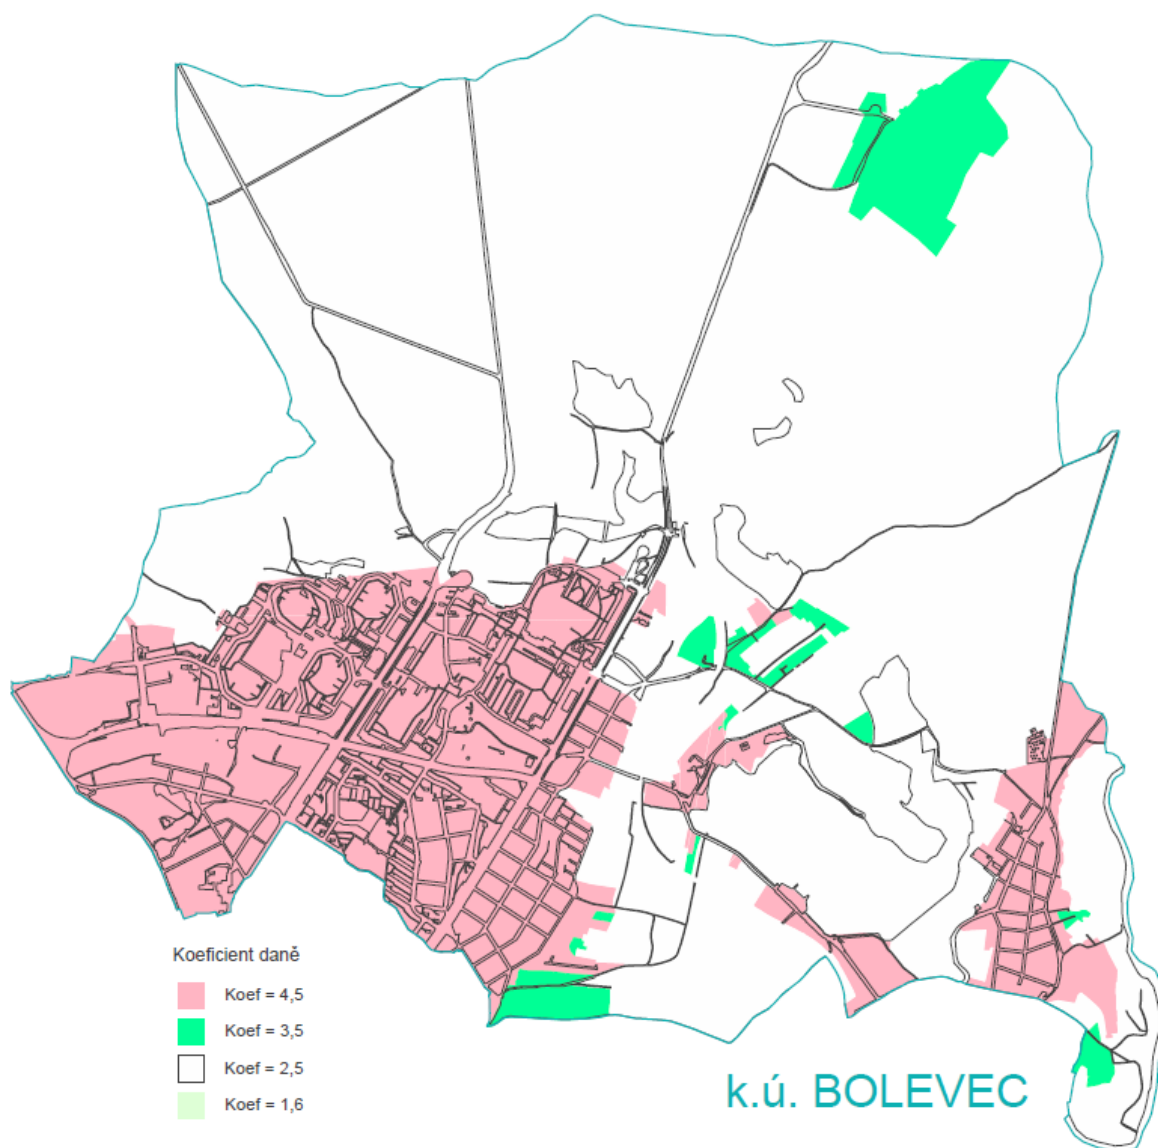 Koeficient daně
Koef = 4,5
Koef = 3,5
Koef = 2,5
Koef = 1,6
k.ú. BOLEVEC